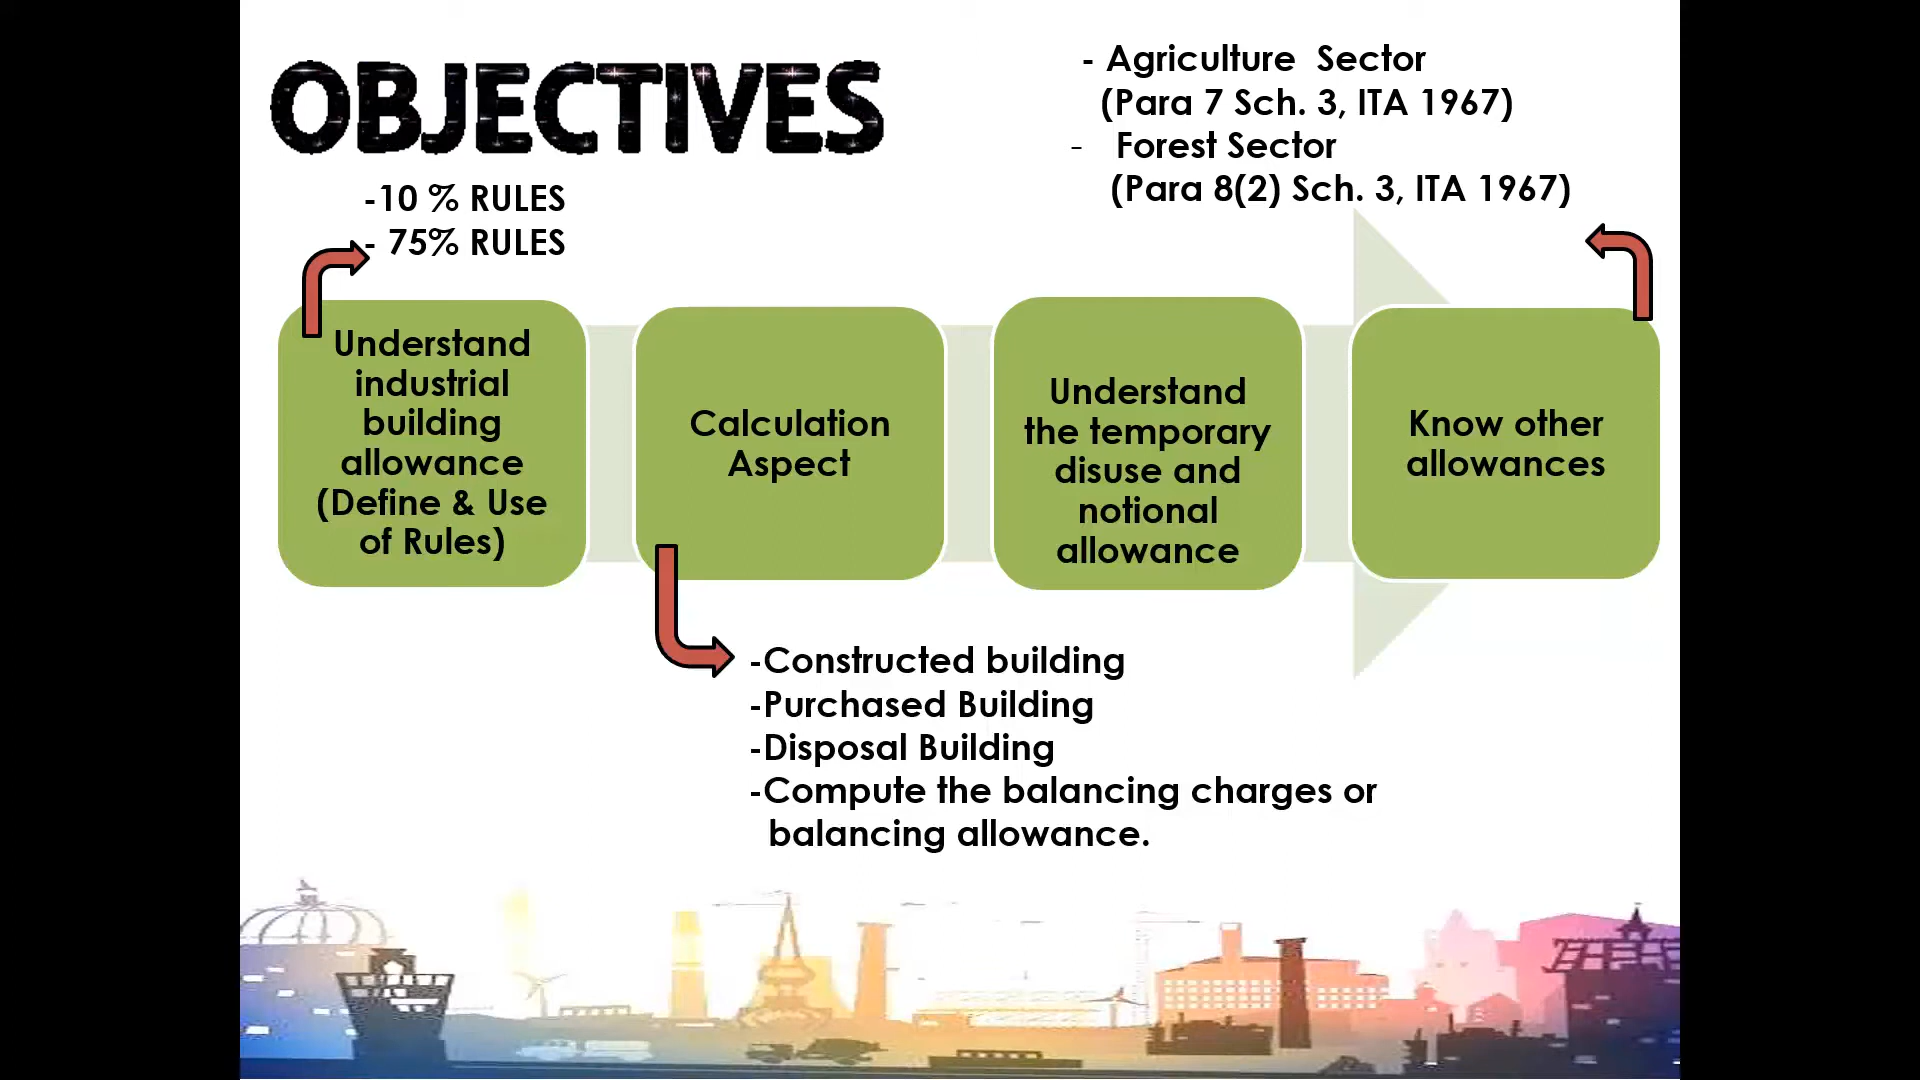 OBJECTIVES
- Agriculture Sector
(Para 7 Sch. 3, ITA 1967)
- Forest Sector
(Para 8(2) Sch. 3, ITA 1967)
-10 % RULES
- 75% RULES
Understand
industrial
building
allowance
(Define & Use
of Rules)
Calculation
Aspect
Understand
the temporary
disuse and
notional
allowance
Know other
allowances
-Constructed building
-Purchased Building
-Disposal Building
-Compute the balancing charges or
balancing allowance.